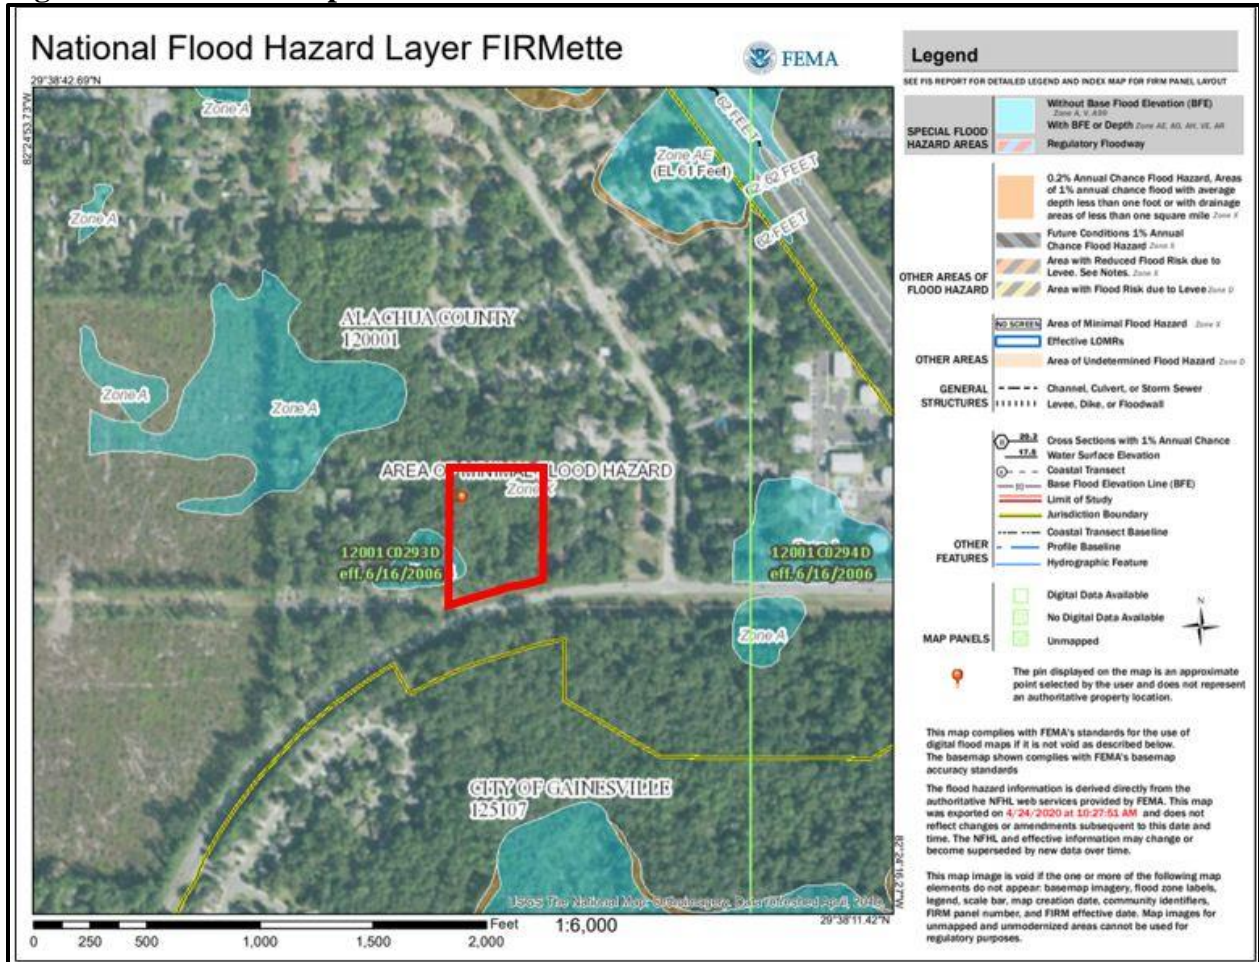 National Flood Hazard Layer FIRMette
FEMA
29°38'42.69"N
82°24'53.73"W
Zone A
Zone A
Zone AE
(EL 61 Feet)
62 FEET
62 FEET
62 FEET
ALACHUA COUNTY
120001
Zone A
Zone A
AREA OF MINIMAL FLOOD HAZARD
12001C0293D
eff. 6/16/2006
12001C0294D
eff. 6/16/2006
Zone A
CITY OF GAINESVILLE
125107
82°24'16.27"W
29°38'11.42"N
Feet
1:6,000
0
250
500
1,000
1,500
2,000
Legend
SEE FIS REPORT FOR DETAILED LEGEND AND INDEX MAP FOR FIRM PANEL LAYOUT
SPECIAL FLOOD
HAZARD AREAS
Without Base Flood Elevation (BFE)
Zone A, V, A99
With BFE or Depth Zone AE, AO, AH, VE, AR
Regulatory Floodway
OTHER AREAS OF
FLOOD HAZARD
0.2% Annual Chance Flood Hazard, Areas
of 1% annual chance flood with average
depth less than one foot or with drainage
areas of less than one square mile Zone X
Future Conditions 1% Annual
Chance Flood Hazard Zone X
Area with Reduced Flood Risk due to
Levee. See Notes. Zone X
Area with Flood Risk due to Levee Zone D
OTHER AREAS
NO SCREEN Area of Minimal Flood Hazard Zone X
Effective LOMRs
Area of Undetermined Flood Hazard Zone D
GENERAL
STRUCTURES
Channel, Culvert, or Storm Sewer
Levee, Dike, or Floodwall
OTHER
FEATURES
20.2 Cross Sections with 1% Annual Chance
17.5 Water Surface Elevation
Coastal Transect
Base Flood Elevation Line (BFE)
Limit of Study
Jurisdiction Boundary
Coastal Transect Baseline
Profile Baseline
Hydrographic Feature
MAP PANELS
Digital Data Available
No Digital Data Available
Unmapped
N
The pin displayed on the map is an approximate
point selected by the user and does not represent
an authoritative property location.
This map complies with FEMA's standards for the use of
digital flood maps if it is not void as described below.
The basemap shown complies with FEMA's basemap
accuracy standards
The flood hazard information is derived directly from the
authoritative NFHL web services provided by FEMA. This map
was exported on 4/24/2020 at 10:27:51 AM and does not
reflect changes or amendments subsequent to this date and
time. The NFHL and effective information may change or
become superseded by new data over time.
This map image is void if the one or more of the following map
elements do not appear: basemap imagery, flood zone labels,
legend, scale bar, map creation date, community identifiers,
FIRM panel number, and FIRM effective date. Map images for
unmapped and unmodernized areas cannot be used for
regulatory purposes.